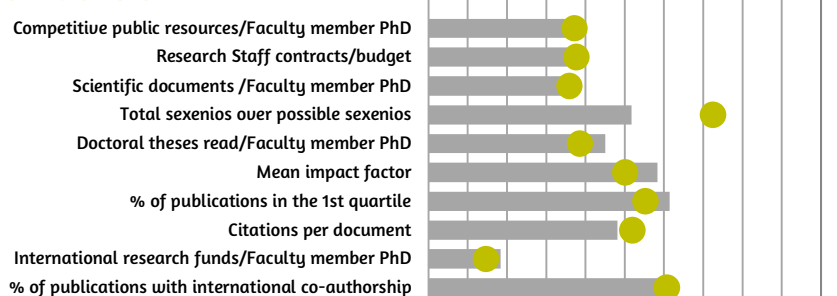 Competitive public resources/Faculty member PhD
Research Staff contracts/budget
Scientific documents /Faculty member PhD
Total sexenios over possible sexenios
Doctoral theses read/Faculty member PhD
Mean impact factor
% of publications in the 1st quartile
Citations per document
International research funds/Faculty member PhD
% of publications with international co-authorship